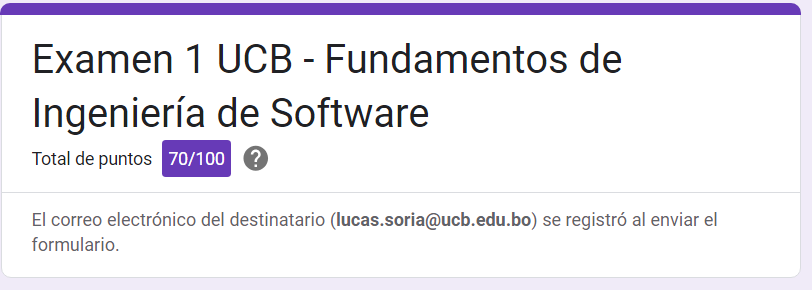 Examen 1 UCB - Fundamentos de
Ingeniería de Software
Total de puntos 70/100 ?
El correo electrónico del destinatario (lucas.soria@ucb.edu.bo) se registró al enviar el
formulario.